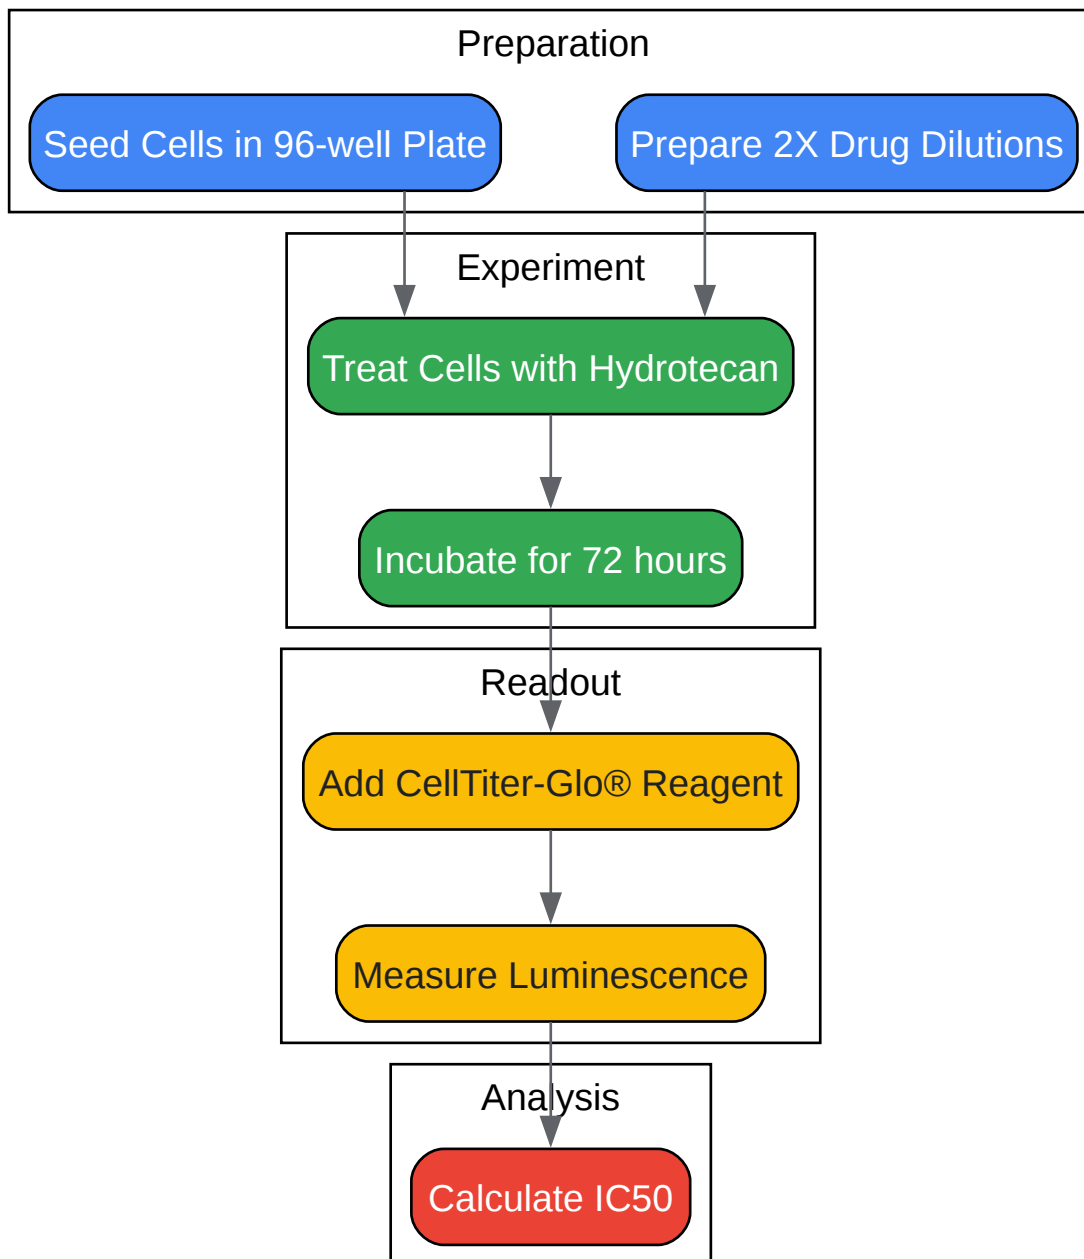 Preparation
Seed Cells in 96-well Plate
Prepare 2X Drug Dilutions
Experiment
Treat Cells with Hydrotecan
Incubate for 72 hours
Readout
Add CellTiter-Glo® Reagent
Measure Luminescence
Analysis
Calculate IC50